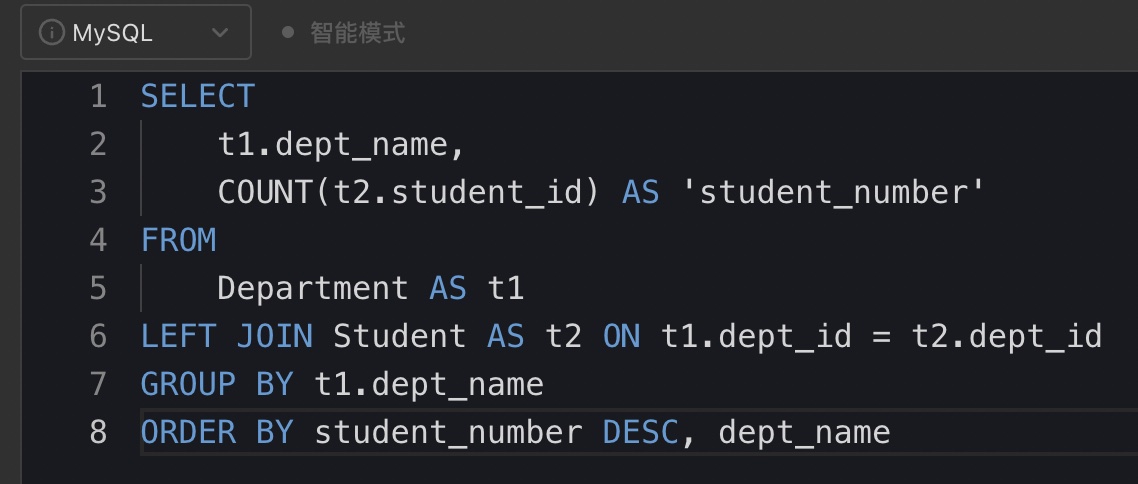 MySQL 智能模式
1 SELECT
2 t1.dept_name,
3 COUNT(t2.student_id) AS 'student_number'
4 FROM
5 Department AS t1
6 LEFT JOIN Student AS t2 ON t1.dept_id = t2.dept_id
7 GROUP BY t1.dept_name
8 ORDER BY student_number DESC, dept_name